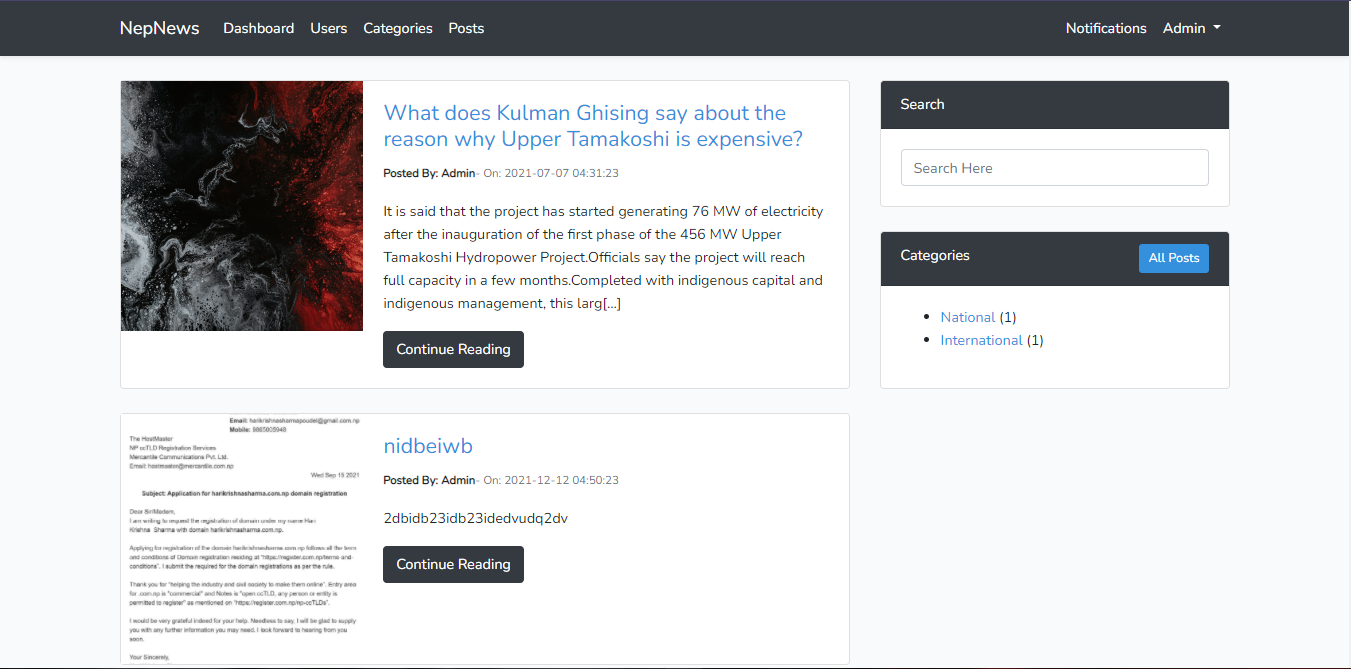 NepNews Dashboard Users Categories Posts Notifications Admin
What does Kulman Ghising say about the
reason why Upper Tamakoshi is expensive?
Posted By: Admin- On: 2021-07-07 04:31:23
It is said that the project has started generating 76 MW of electricity
after the inauguration of the first phase of the 456 MW Upper
Tamakoshi Hydropower Project.Officials say the project will reach
full capacity in a few months.Completed with indigenous capital and
indigenous management, this larg[...]
Continue Reading
Email: harikrishnasharmapoudel@gmail.com.np
Mobile: 9865005948
The HostMaster
NP ccTLD Registration Services
Mercantile Communications Pvt. Ltd.
Email: hostmaster@mercantile.com.np
Wed Sep 15 2021
Subject: Application for harikrishnasharma.com.np domain registration
Dear Sir/Madam,
I am writing to request the registration of domain under my name Hari
Krishna Sharma with domain harikrishnasharma.com.np.
Applying for registration of the domain harikrishnasharma.com.np follows all the term
and conditions of Domain registration residing at "https://register.com.np/terms-and-
conditions". I submit the required for the domain registrations as per the rule.
Thank you for "helping the industry and civil society to make them online". Entry area
for .com.np is "commercial" and Notes is "open ccTLD, any person or entity is
permitted to register" as mentioned on "https://register.com.np/np-ccTLDs".
I would be very grateful indeed for your help. Needless to say, I will be glad to supply
you with any further information you may need. I look forward to hearing from you
soon.
Your Sincerely,
nidbeiwb
Posted By: Admin- On: 2021-12-12 04:50:23
2dbidb23idb23idedvudq2dv
Continue Reading
Search
Search Here
Categories All Posts
National (1)
International (1)